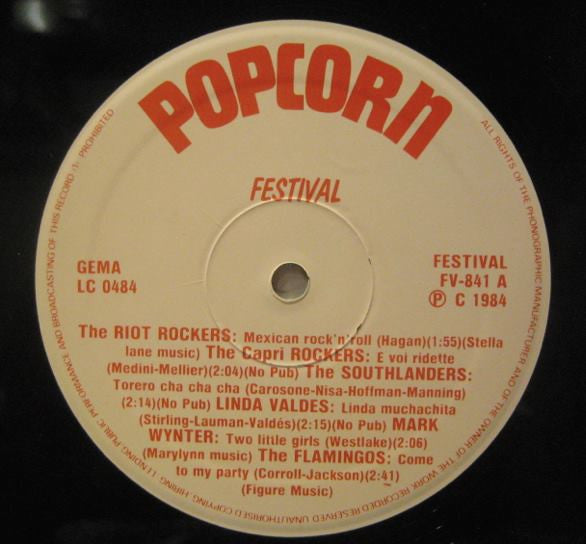 POPCORN
FESTIVAL
GEMA
LC 0484
FESTIVAL
FV-841 A
Ⓟ C 1984
The RIOT ROCKERS: Mexican rock'n'roll (Hagan)(1:55)(Stella
lane music) The Capri ROCKERS: E voi ridette
(Medini-Mellier)(2:04)(No Pub) The SOUTHLANDERS:
Torero cha cha cha (Carosone-Nisa-Hoffman-Manning)
(2:14)(No Pub) LINDA VALDES: Linda muchachita
(Stirling-Lauman-Valdés)(2:15)(No Pub) MARK
WYNTER: Two little girls (Westlake)(2:06)
(Marylynn music) The FLAMINGOS: Come
to my party (Corroll-Jackson)(2:41)
(Figure Music)
ALL RIGHTS OF THE PHONOGRAPHIC MANUFACTURER AND OF THE OWNER OF THE WORK RECORDED RESERVED UNAUTHORISED COPYING, HIRING, LENDING, PUBLIC PERFORMANCE AND BROADCASTING OF THIS RECORD PROHIBITED